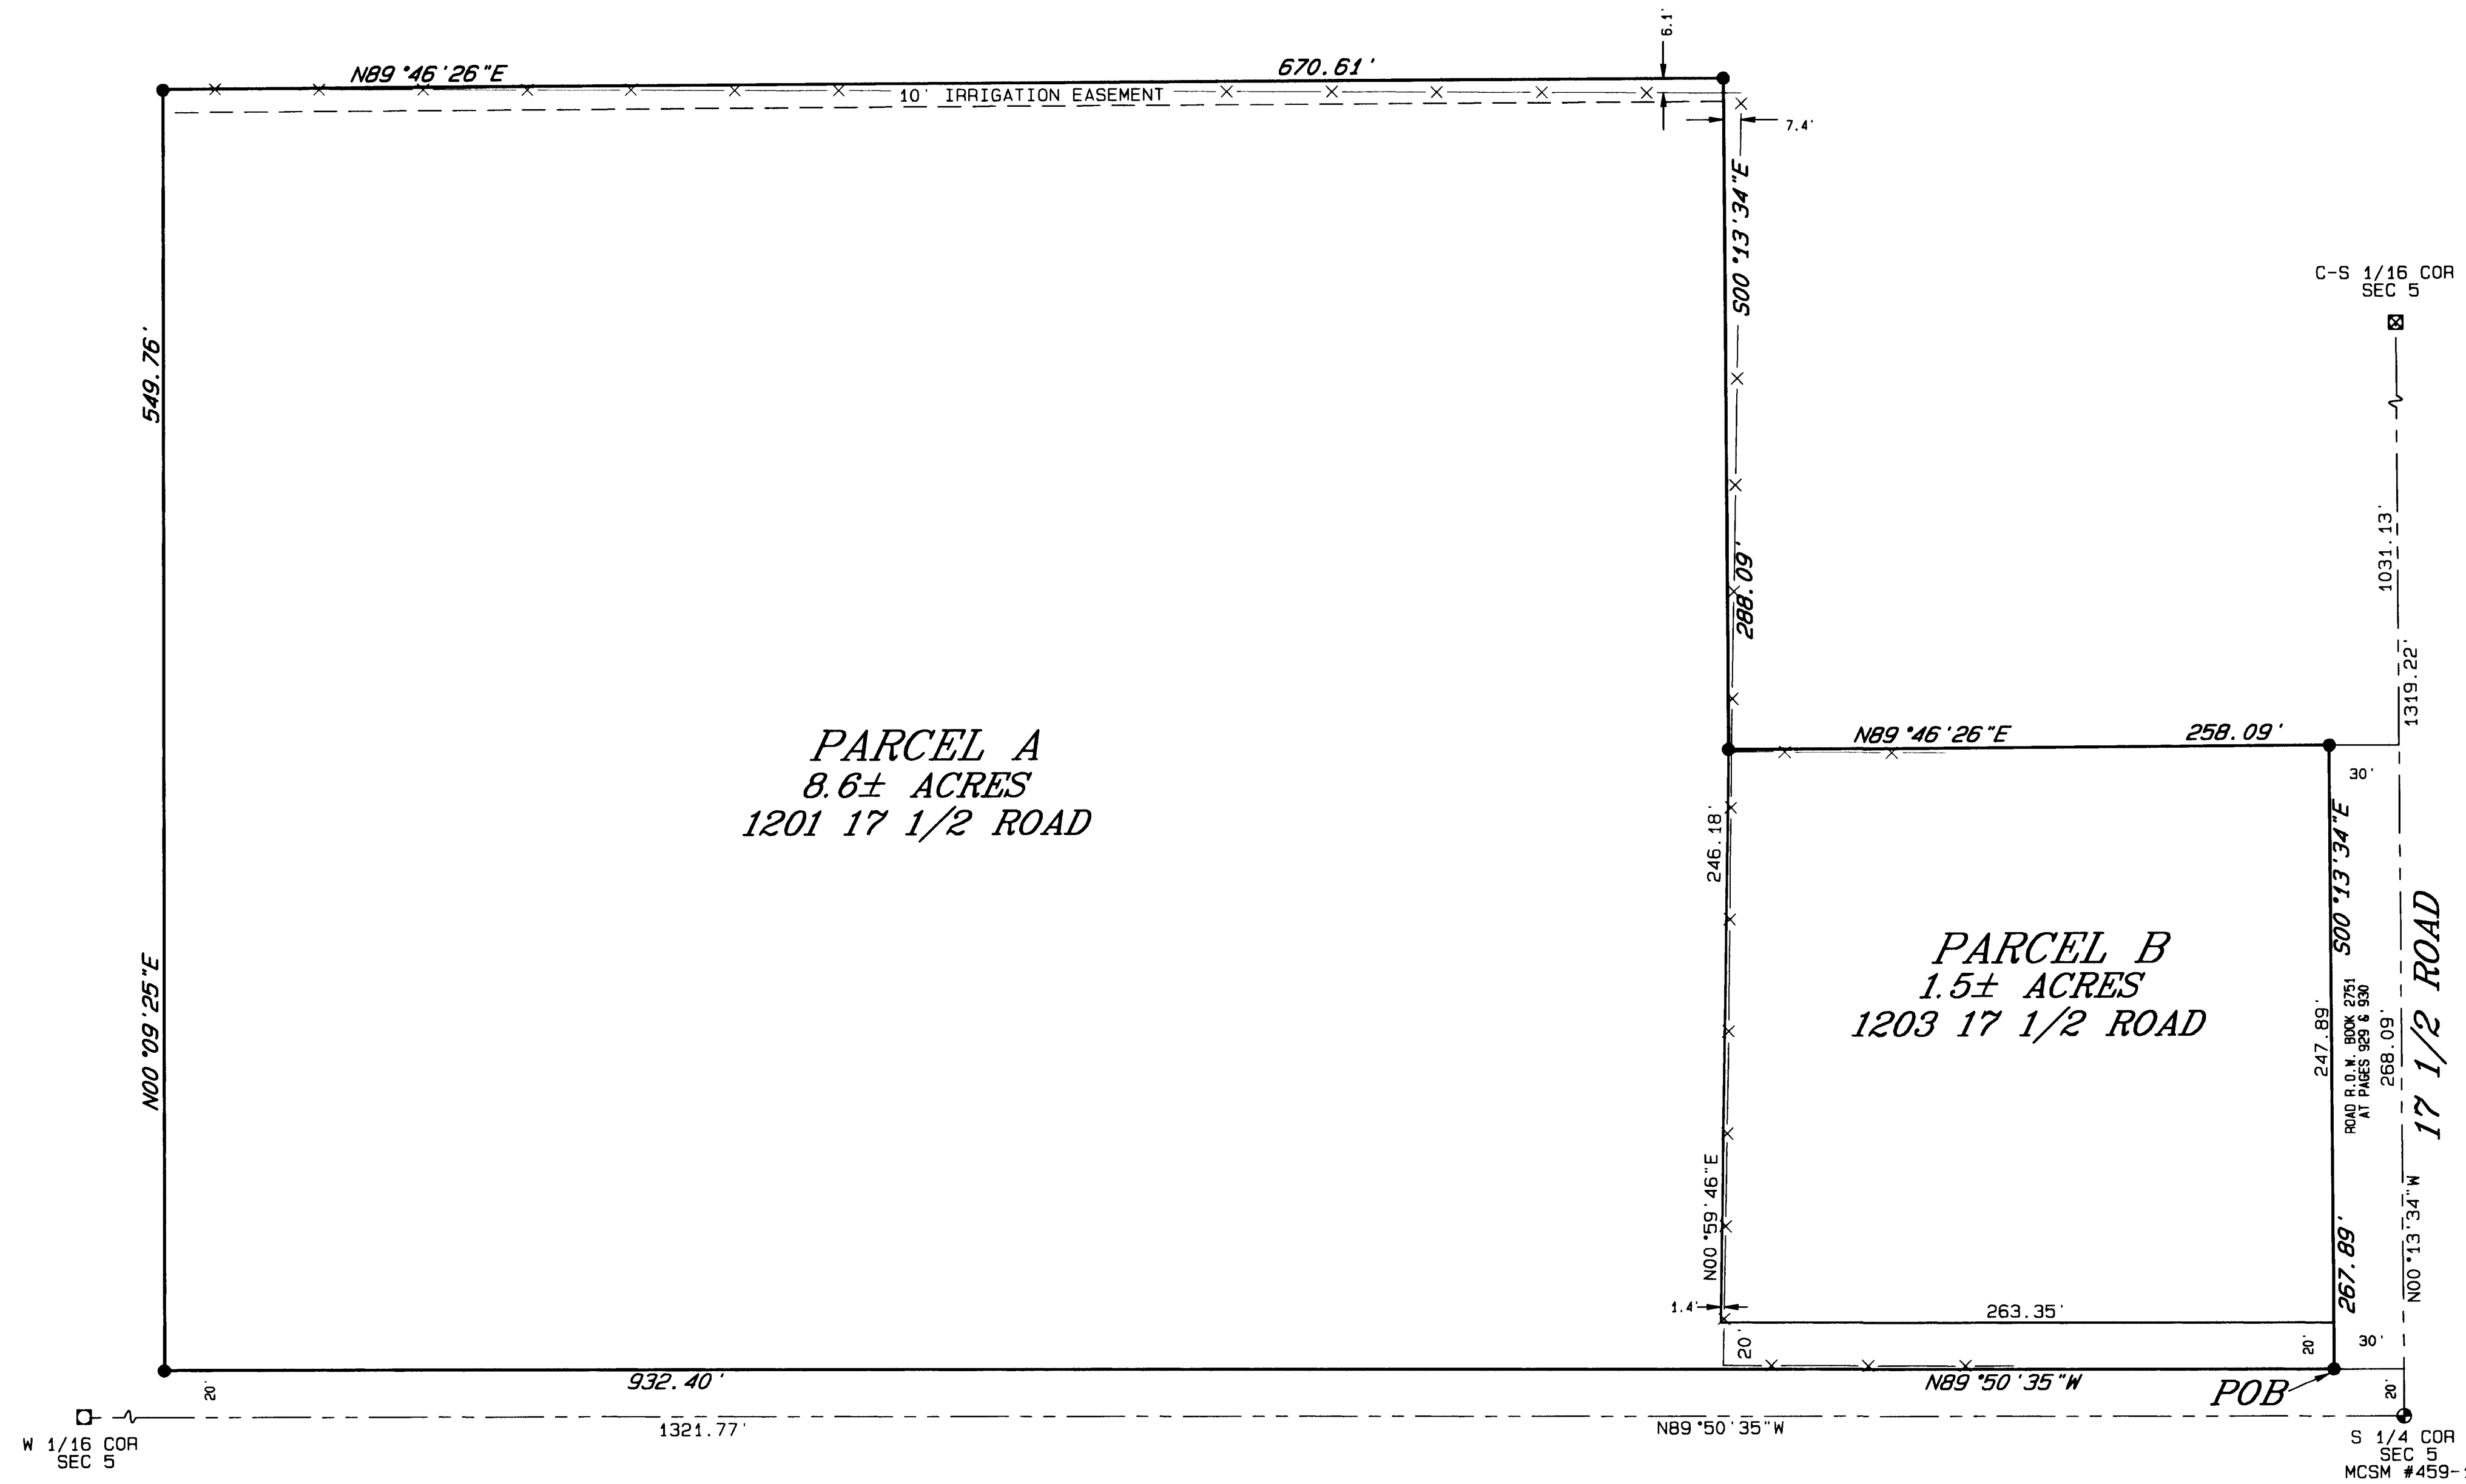 6.1'
N89°46'26"E
670.61'
10' IRRIGATION EASEMENT
7.4'
S00°13'34"E
C-S 1/16 COR
SEC 5
549.76'
1031.13'
288.09'
1319.22'
N89°46'26"E
258.09'
30'
PARCEL A
8.6± ACRES
1201 17 1/2 ROAD
246.18'
S00°13'34"E
PARCEL B
1.5± ACRES
1203 17 1/2 ROAD
247.89'
ROAD R.O.W. BOOK 2751
AT PAGES 929 & 930
268.09'
17 1/2 ROAD
N00°09'25"E
N00°59'46"E
N00°13'34"W
267.89'
1.4'
263.35'
20'
20'
30'
932.40'
N89°50'35"W
POB
20'
20'
1321.77'
N89°50'35"W
W 1/16 COR
SEC 5
S 1/4 COR
SEC 5
MCSM #459-